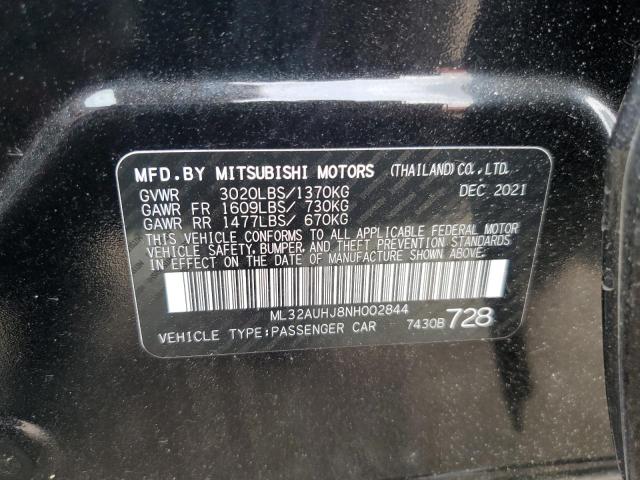 MFD.BY MITSUBISHI MOTORS (THAILAND)CO.,LTD.
GVWR 3020LBS/1370KG DEC 2021
GAWR FR 1609LBS/ 730KG
GAWR RR 1477LBS/ 670KG
THIS VEHICLE CONFORMS TO ALL APPLICABLE FEDERAL MOTOR
VEHICLE SAFETY, BUMPER, AND THEFT PREVENTION STANDARDS
IN EFFECT ON THE DATE OF MANUFACTURE SHOWN ABOVE.
ML32AUHJ8NH002844
VEHICLE TYPE:PASSENGER CAR 7430B 728